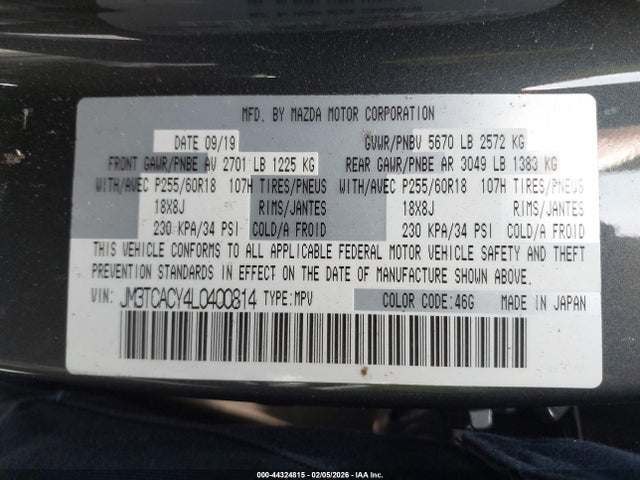 MFD. BY MAZDA MOTOR CORPORATION
DATE 09/19 GVWR/PNBV 5670 LB 2572 KG
FRONT GAWR/PNBE AV 2701 LB 1225 KG REAR GAWR/PNBE AR 3049 LB 1383 KG
WITH/AVEC P255/60R18 107H TIRES/PNEUS WITH/AVEC P255/60R18 107H TIRES/PNEUS
18X8J RIMS/JANTES 18X8J RIMS/JANTES
230 KPA/34 PSI COLD/A FROID 230 KPA/34 PSI COLD/A FROID
THIS VEHICLE CONFORMS TO ALL APPLICABLE FEDERAL MOTOR VEHICLE SAFETY AND THEFT
PREVENTION STANDARDS IN EFFECT ON THE DATE OF MANUFACTURE SHOWN ABOVE.
VIN: JM3TCACY4L0400814 TYPE:MPV COLOR CODE:46G MADE IN JAPAN
000-44324815 - 02/05/2026 - IAA Inc.